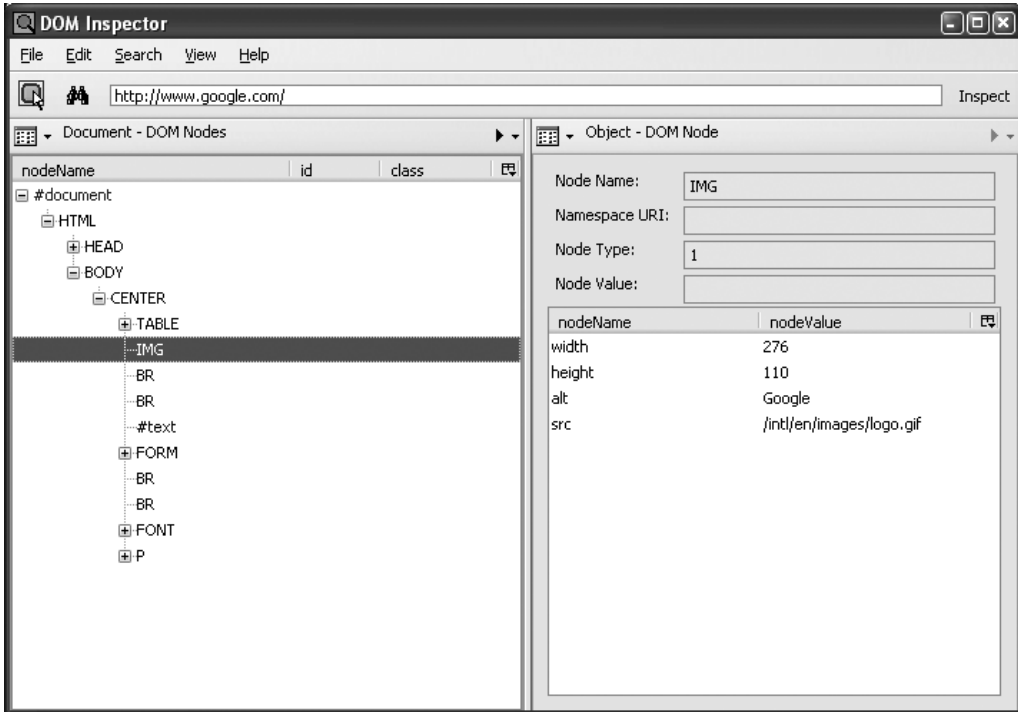 DOM Inspector
File Edit Search View Help
http://www.google.com/ Inspect
Document - DOM Nodes
nodeName id class
#document
HTML
HEAD
BODY
CENTER
TABLE
IMG
BR
BR
#text
FORM
BR
BR
FONT
P
Object - DOM Node
Node Name: IMG
Namespace URI:
Node Type: 1
Node Value:
nodeName nodeValue
width 276
height 110
alt Google
src /intl/en/images/logo.gif